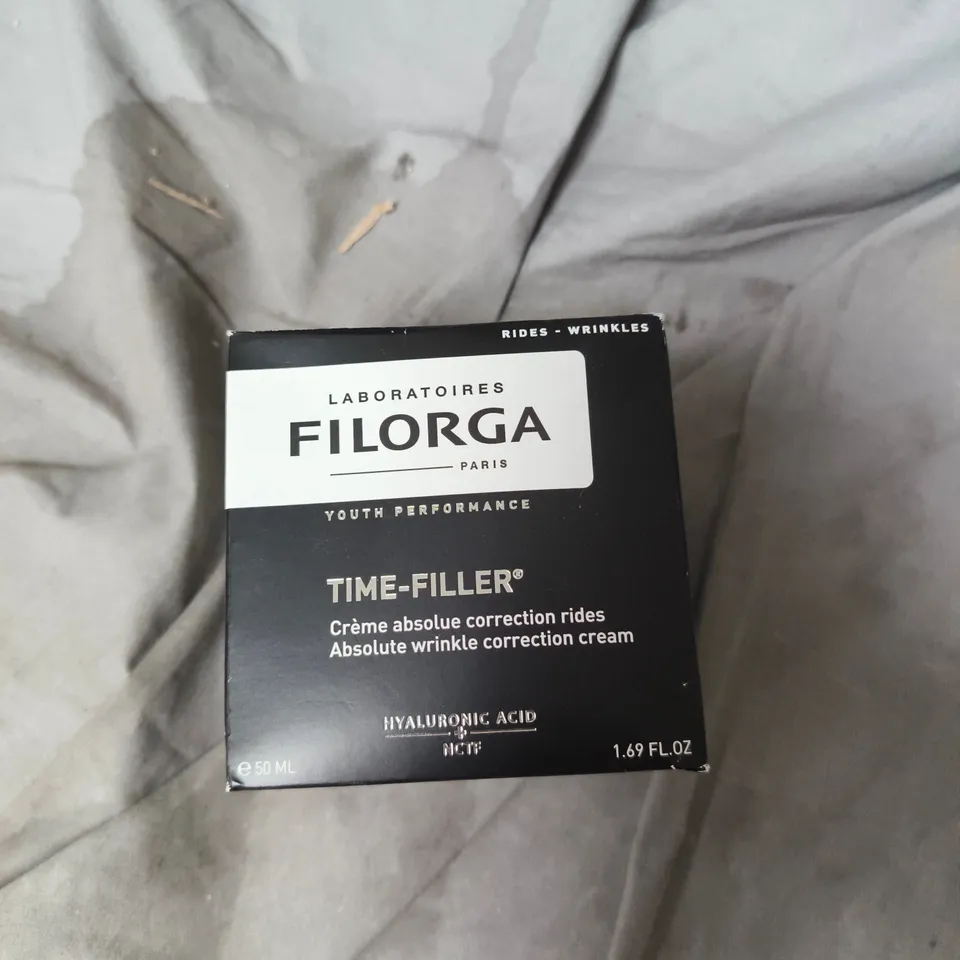 RIDES - WRINKLES
LABORATOIRES
FILORGA
PARIS
YOUTH PERFORMANCE
TIME-FILLER®
Crème absolue correction rides
Absolute wrinkle correction cream
HYALURONIC ACID
+
NCTF
℮ 50 ML
1.69 FL.OZ